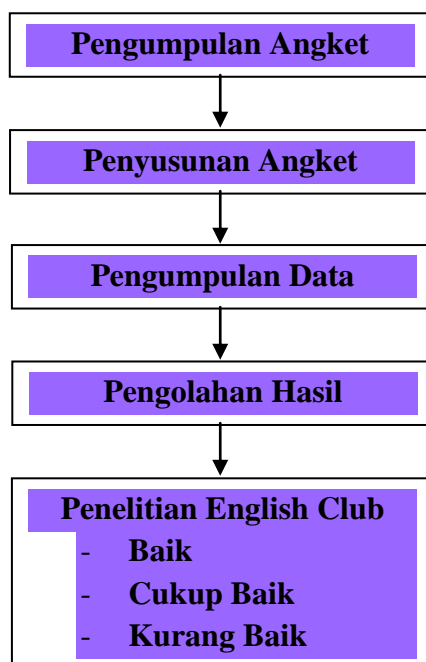 Pengumpulan Angket
Penyusunan Angket
Pengumpulan Data
Pengolahan Hasil
Penelitian English Club
- Baik
- Cukup Baik
- Kurang Baik